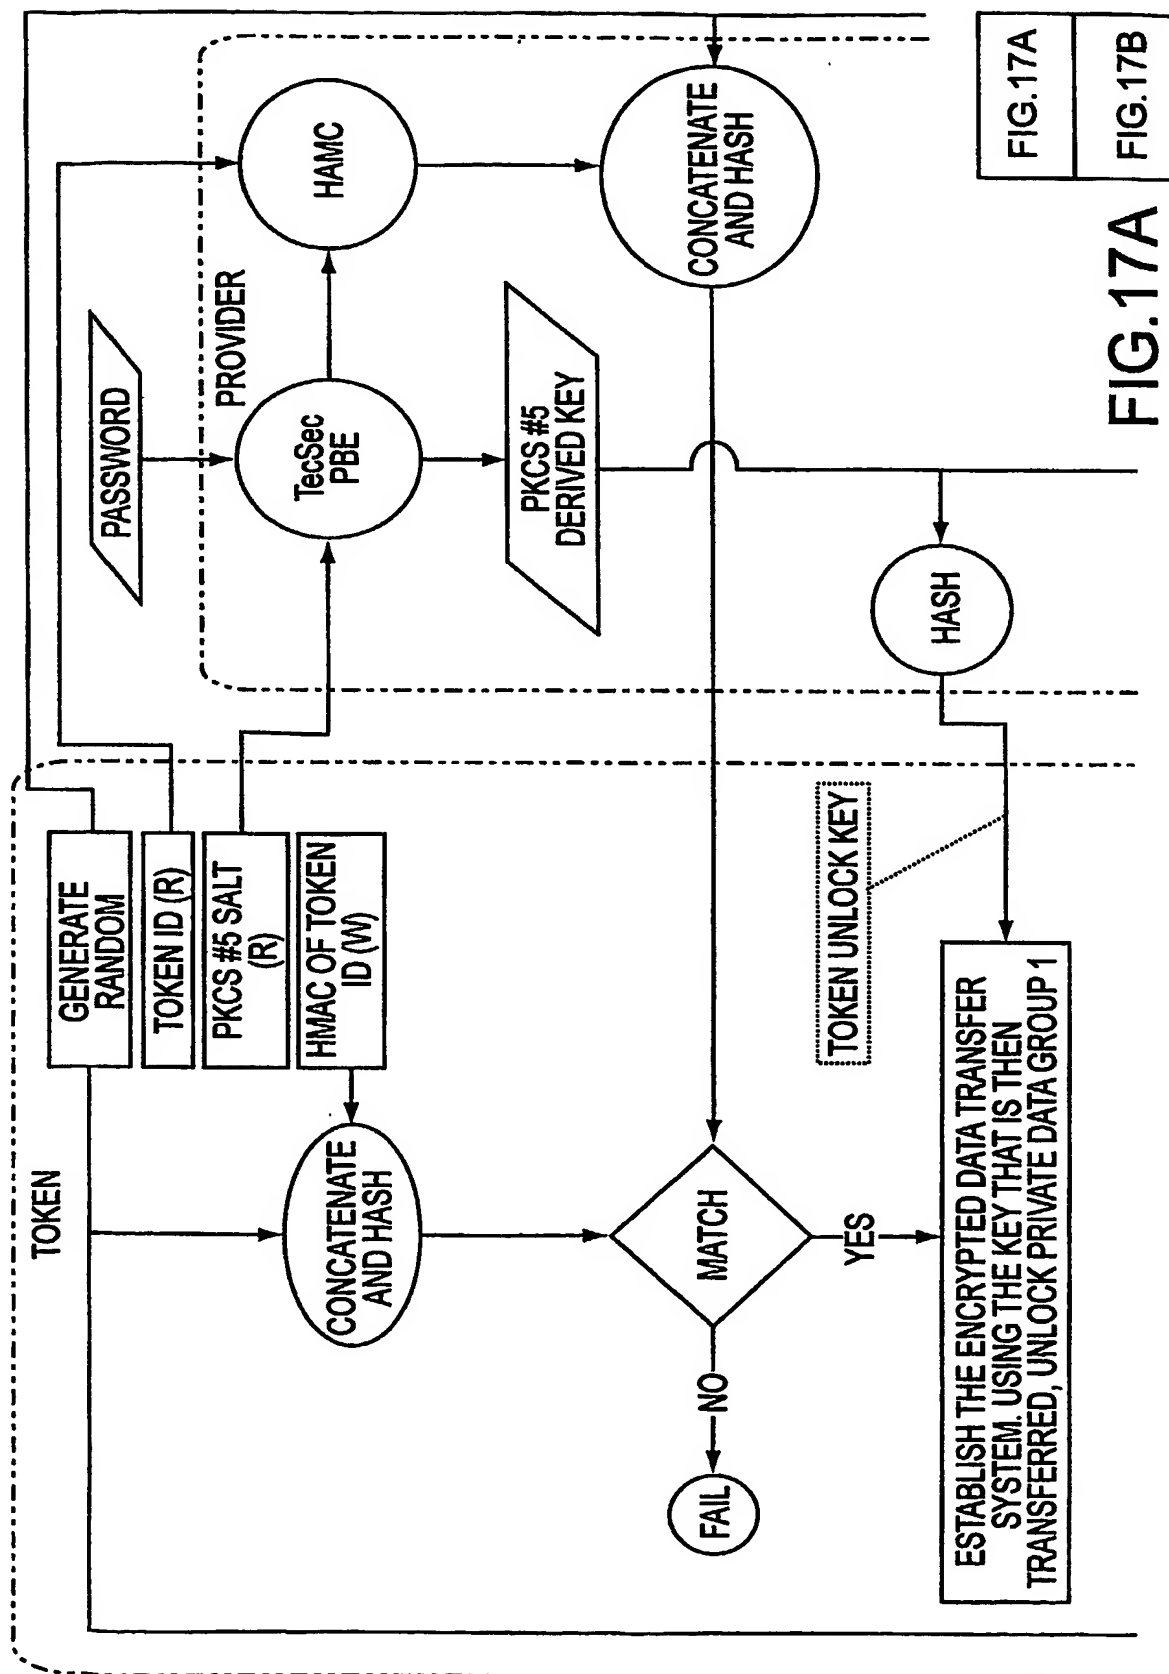 TOKEN
GENERATE
RANDOM
TOKEN ID (R)
PKCS #5 SALT
(R)
HMAC OF TOKEN
ID (W)
CONCATENATE
AND HASH
MATCH
NO
FAIL
YES
ESTABLISH THE ENCRYPTED DATA TRANSFER
SYSTEM. USING THE KEY THAT IS THEN
TRANSFERRED, UNLOCK PRIVATE DATA GROUP 1
TOKEN UNLOCK KEY
PASSWORD
PROVIDER
TecSec
PBE
HAMC
PKCS #5
DERIVED KEY
CONCATENATE
AND HASH
HASH
FIG.17A
FIG.17A
FIG.17B